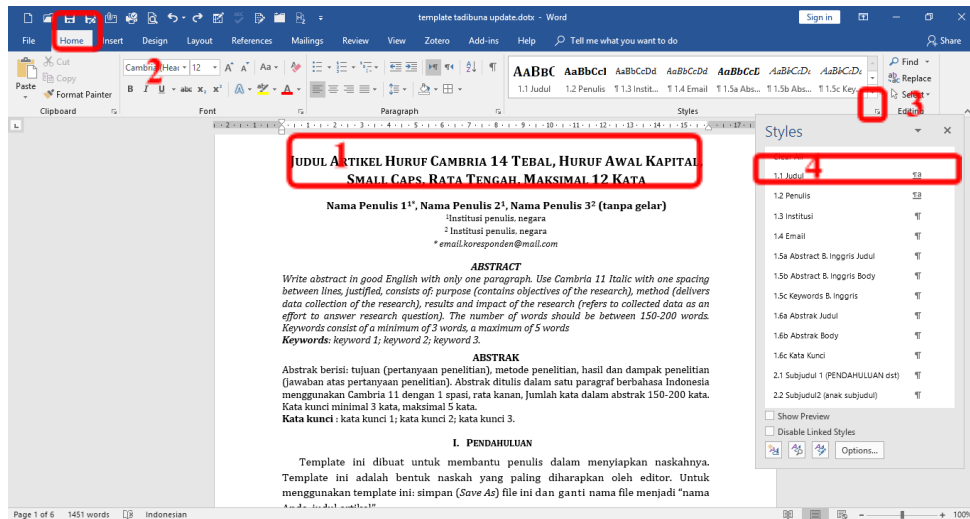 template tadibuna update.dotx - Word
Sign in
File Home Insert Design Layout References Mailings Review View Zotero Add-ins Help Tell me what you want to do Share
Paste
Cut
Copy
Format Painter
Clipboard
2
12
Font
Paragraph
AaBbC AaBbCcI AaBbCcDd AaBbCcDd AaBbCcD AaBbCcDc AaBbCcDc
1.1 Judul 1.2 Penulis ¶ 1.3 Instit... ¶ 1.4 Email ¶ 1.5a Abs... ¶ 1.5b Abs... ¶ 1.5c Key...
Styles
Find
Replace
Select
Editing
3
1
JUDUL ARTIKEL HURUF CAMBRIA 14 TEBAL, HURUF AWAL KAPITAL,
SMALL CAPS, RATA TENGAH, MAKSIMAL 12 KATA
Nama Penulis 1¹*, Nama Penulis 2¹, Nama Penulis 3² (tanpa gelar)
¹Institusi penulis, negara
² Institusi penulis, negara
* email.koresponden@mail.com
ABSTRACT
Write abstract in good English with only one paragraph. Use Cambria 11 Italic with one spacing
between lines, justified, consists of: purpose (contains objectives of the research), method (delivers
data collection of the research), results and impact of the research (refers to collected data as an
effort to answer research question). The number of words should be between 150-200 words.
Keywords consist of a minimum of 3 words, a maximum of 5 words
Keywords: keyword 1; keyword 2; keyword 3.
ABSTRAK
Abstrak berisi: tujuan (pertanyaan penelitian), metode penelitian, hasil dan dampak penelitian
(jawaban atas pertanyaan penelitian). Abstrak ditulis dalam satu paragraf berbahasa Indonesia
menggunakan Cambria 11 dengan 1 spasi, rata kanan, Jumlah kata dalam abstrak 150-200 kata.
Kata kunci minimal 3 kata, maksimal 5 kata.
Kata kunci : kata kunci 1; kata kunci 2; kata kunci 3.
I. PENDAHULUAN
Template ini dibuat untuk membantu penulis dalam menyiapkan naskahnya.
Template ini adalah bentuk naskah yang paling diharapkan oleh editor. Untuk
menggunakan template ini: simpan (Save As) file ini dan ganti nama file menjadi "nama
Styles
4
1.1 Judul
1.2 Penulis
1.3 Institusi
1.4 Email
1.5a Abstract B. Inggris Judul
1.5b Abstract B. Inggris Body
1.5c Keywords B. Inggris
1.6a Abstrak Judul
1.6b Abstrak Body
1.6c Kata Kunci
2.1 Subjudul 1 (PENDAHULUAN dst)
2.2 Subjudul2 (anak subjudul)
Show Preview
Disable Linked Styles
Options...
Page 1 of 6 1451 words Indonesian
100%